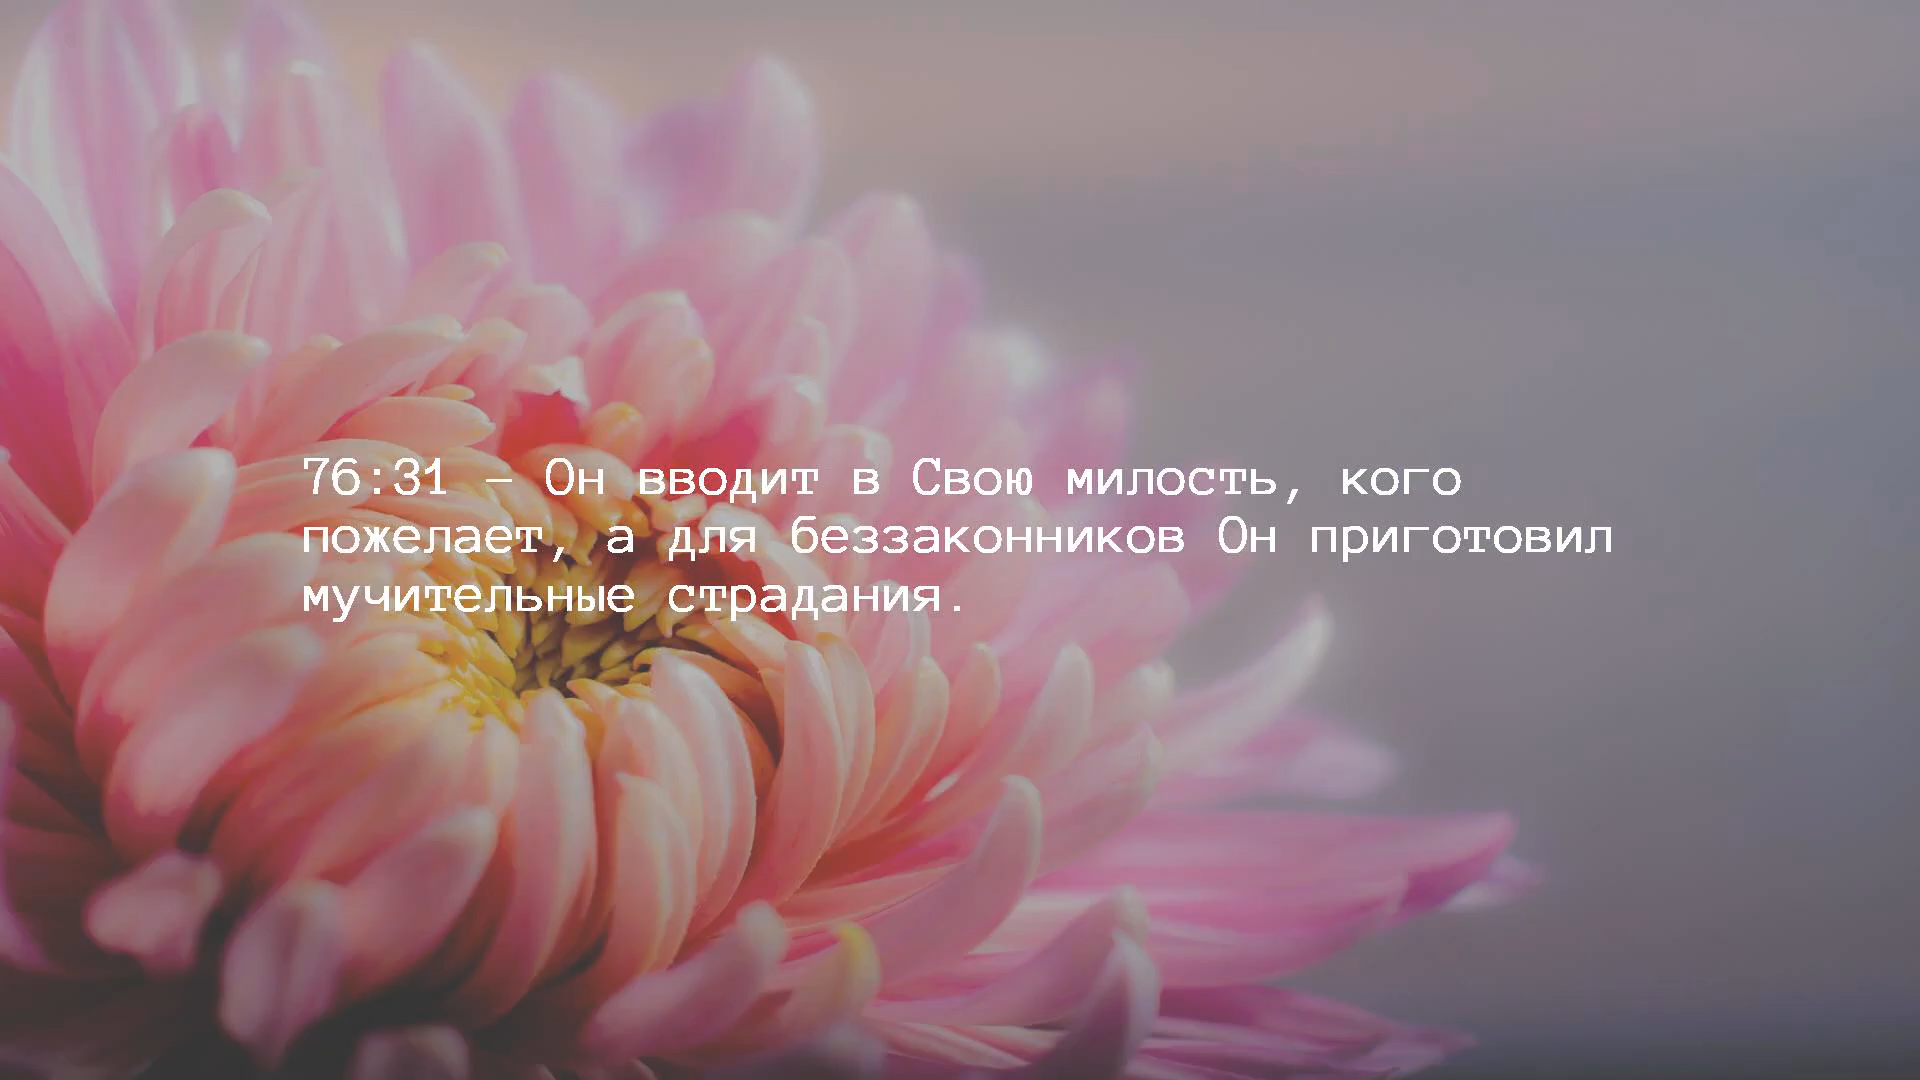 76:31 — Он вводит в Свою милость, кого
пожелает, а для беззаконников Он приготовил
мучительные страдания.